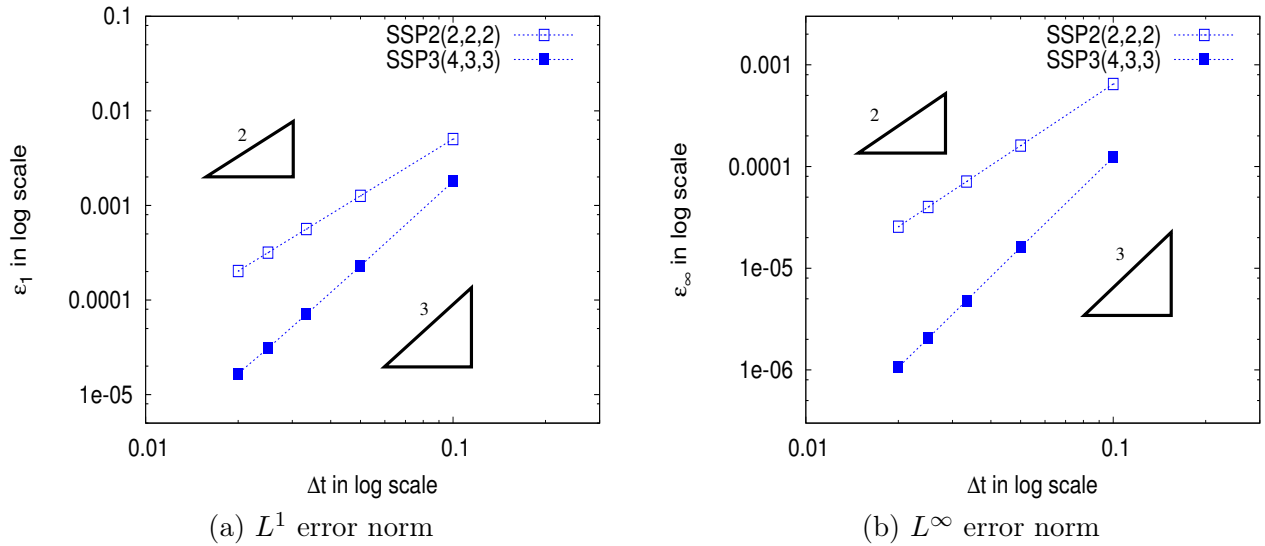 0.1
0.01
0.001
0.0001
1e-05
0.01
0.1
ε1 in log scale
Δt in log scale
SSP2(2,2,2)
SSP3(4,3,3)
2
3
(a) L¹ error norm
0.001
0.0001
1e-05
1e-06
0.01
0.1
ε∞ in log scale
Δt in log scale
SSP2(2,2,2)
SSP3(4,3,3)
2
3
(b) L∞ error norm